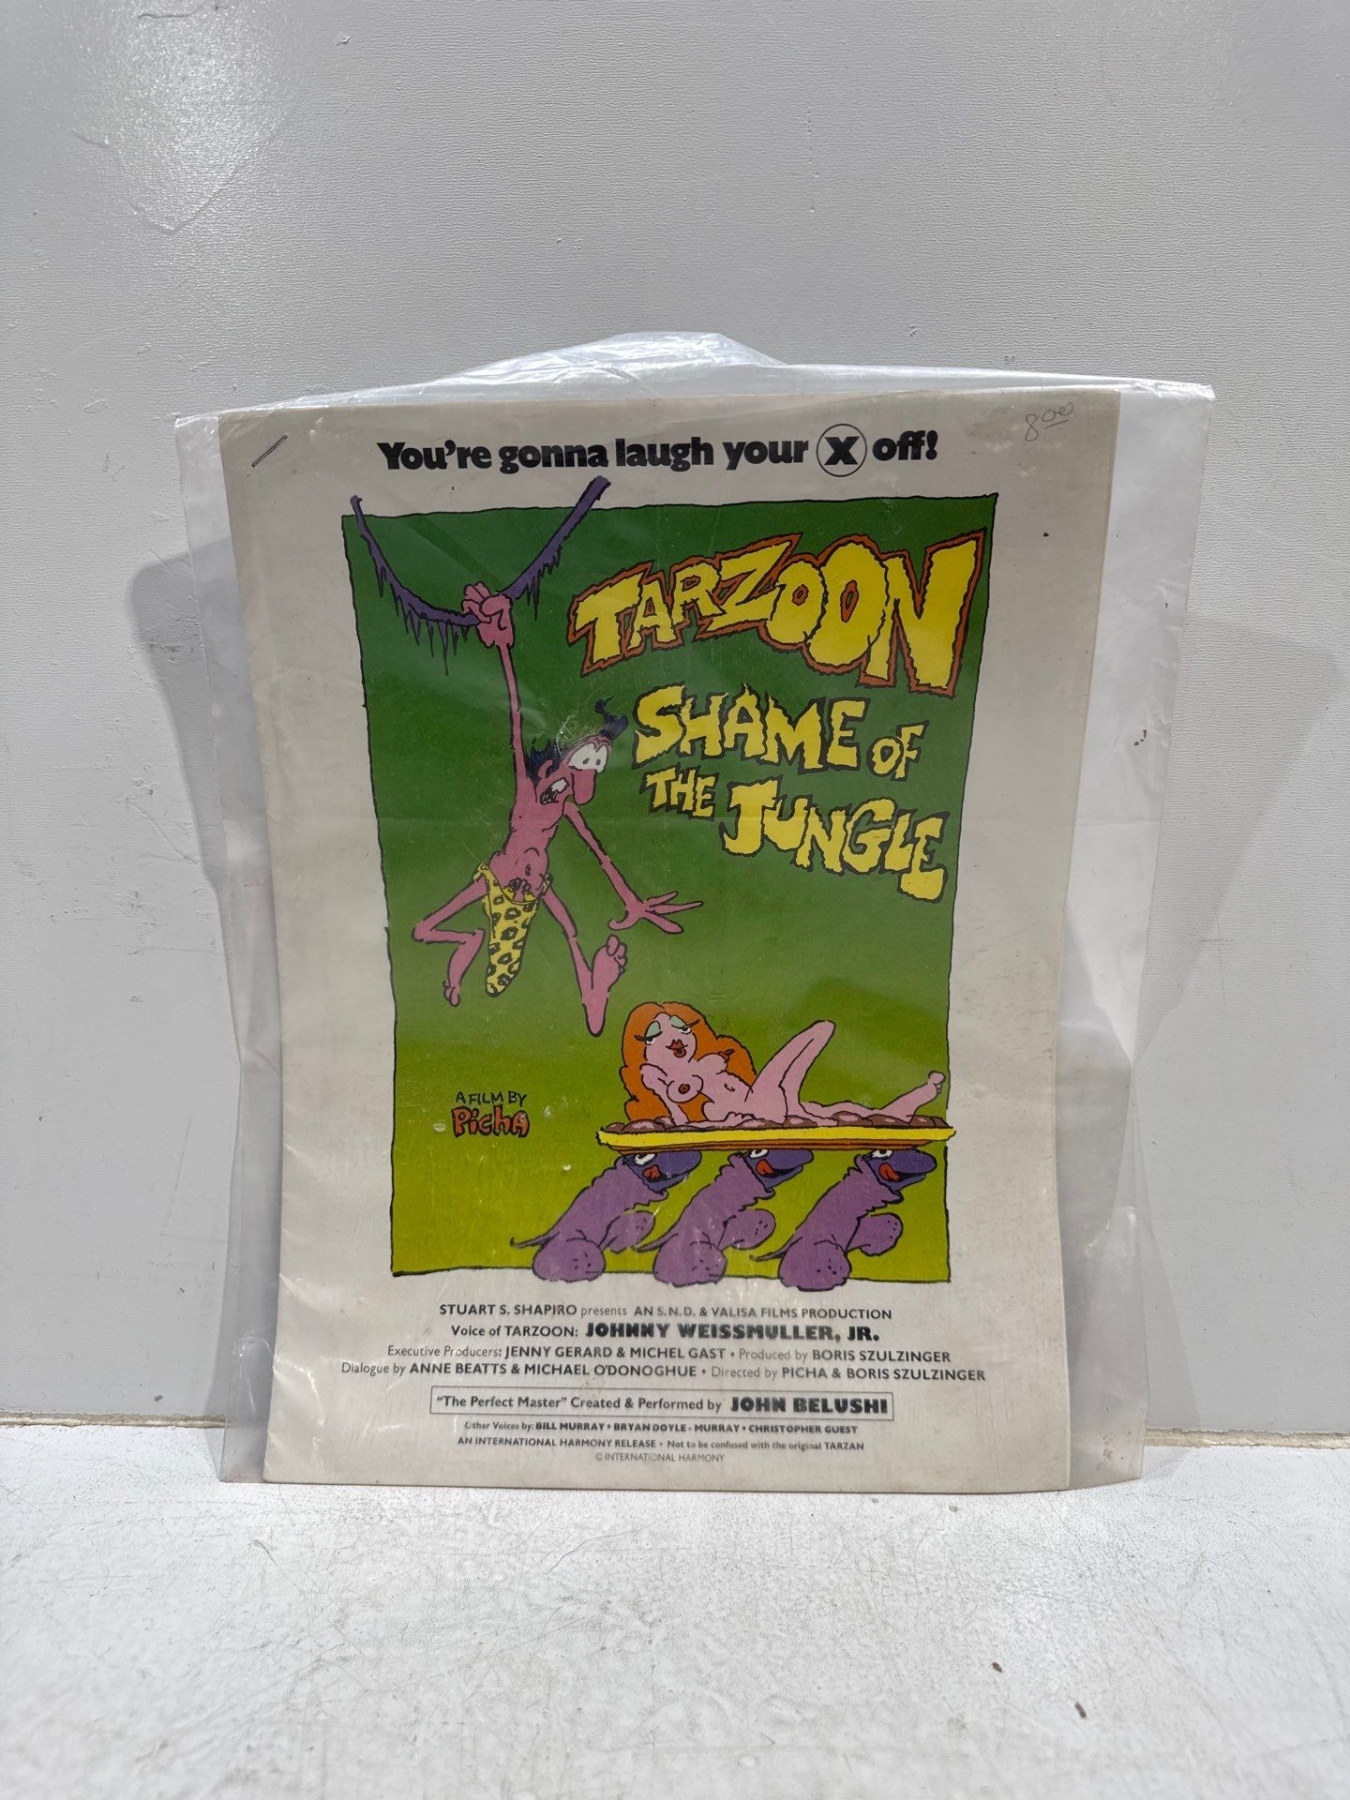 8.00
You're gonna laugh your X off!
TARZOON
SHAME OF
THE JUNGLE
A FILM BY
Picha
STUART S. SHAPIRO presents AN S.N.D. & VALISA FILMS PRODUCTION
Voice of TARZOON: JOHNNY WEISSMULLER, JR.
Executive Producers: JENNY GERARD & MICHEL GAST • Produced by BORIS SZULZINGER
Dialogue by ANNE BEATTS & MICHAEL O'DONOGHUE • Directed by PICHA & BORIS SZULZINGER
"The Perfect Master" Created & Performed by JOHN BELUSHI
Other Voices by: BILL MURRAY • BRYAN DOYLE - MURRAY • CHRISTOPHER GUEST
AN INTERNATIONAL HARMONY RELEASE • Not to be confused with the original TARZAN
© INTERNATIONAL HARMONY